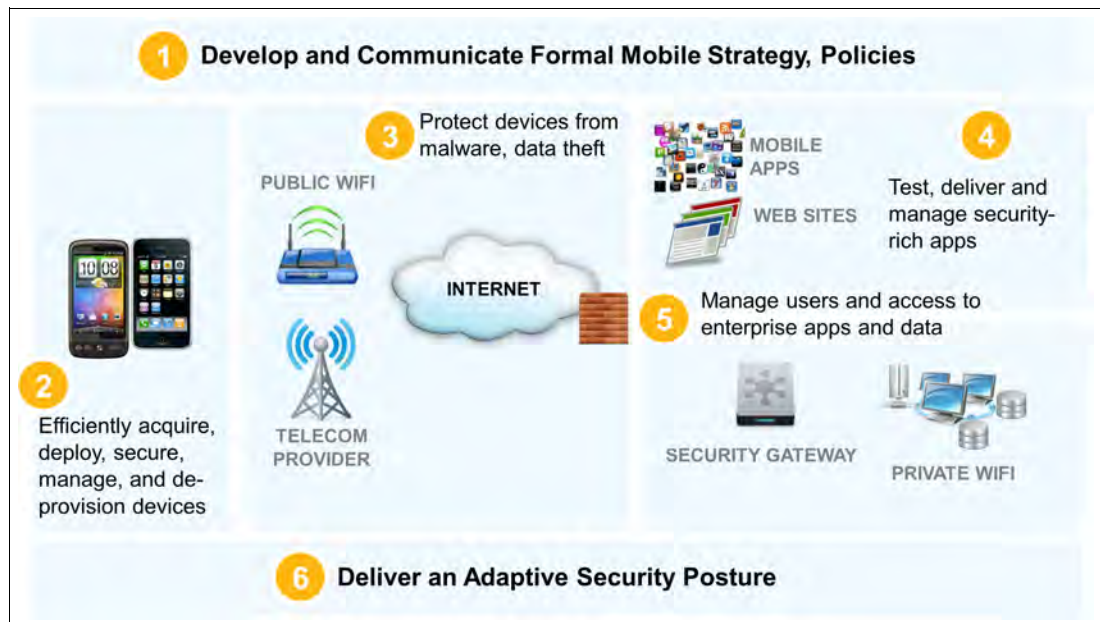 1 Develop and Communicate Formal Mobile Strategy, Policies
3 Protect devices from
malware, data theft
PUBLIC WIFI
MOBILE
APPS
WEB SITES
4
Test, deliver and
manage security-
rich apps
10 08
INTERNET
5 Manage users and access to
enterprise apps and data
2
Efficiently acquire,
deploy, secure,
manage, and de-
provision devices
TELECOM
PROVIDER
SECURITY GATEWAY
PRIVATE WIFI
6 Deliver an Adaptive Security Posture